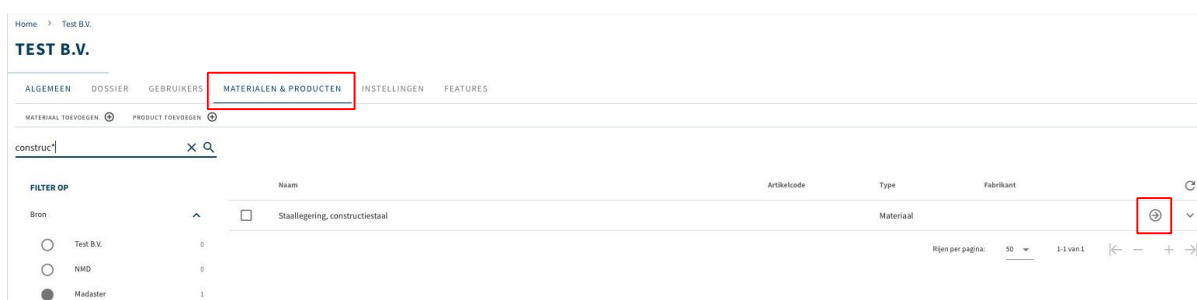 Home > Test B.V.
TEST B.V.
ALGEMEEN DOSSIER GEBRUIKERS MATERIALEN & PRODUCTEN INSTELLINGEN FEATURES
MATERIAAL TOEVOEGEN PRODUCT TOEVOEGEN
construc*
FILTER OP Naam Artikelcode Type Fabrikant
Bron Staallegering, constructiestaal Materiaal
Test B.V. 0 Rijen per pagina: 50 1-1 van 1
NMD 0
Madaster 1